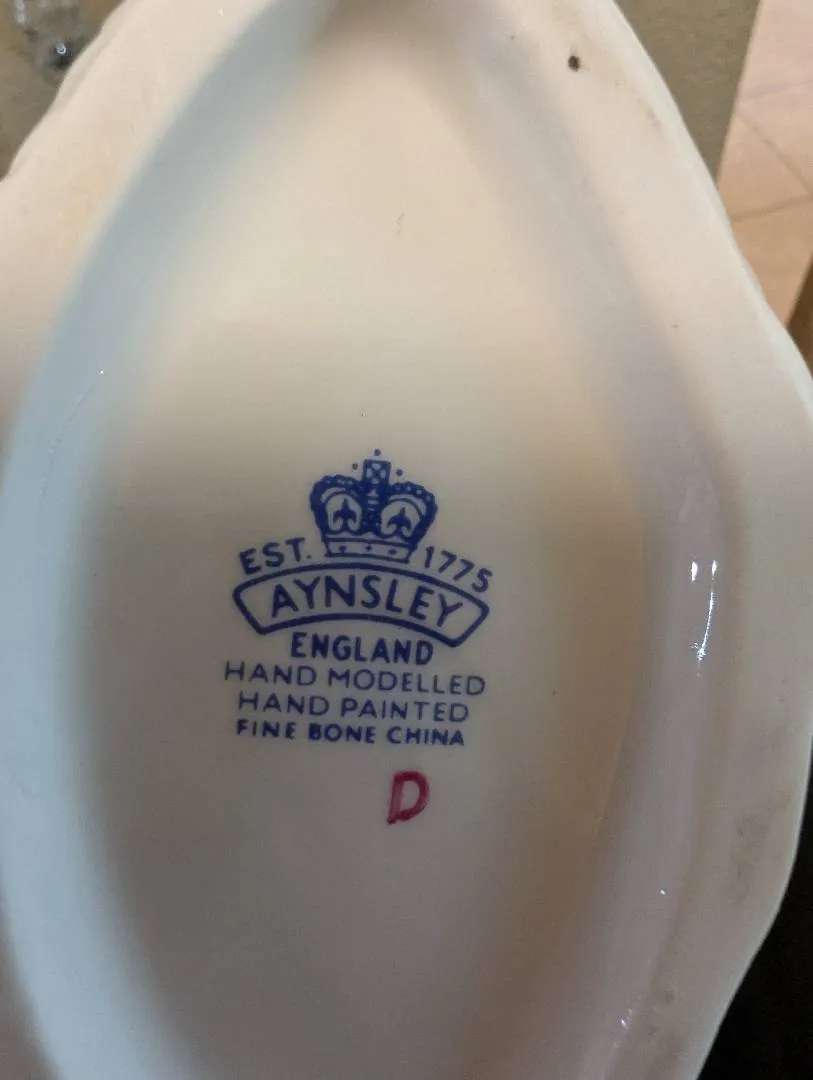 EST. 1775
AYNSLEY
ENGLAND
HAND MODELLED
HAND PAINTED
FINE BONE CHINA
D